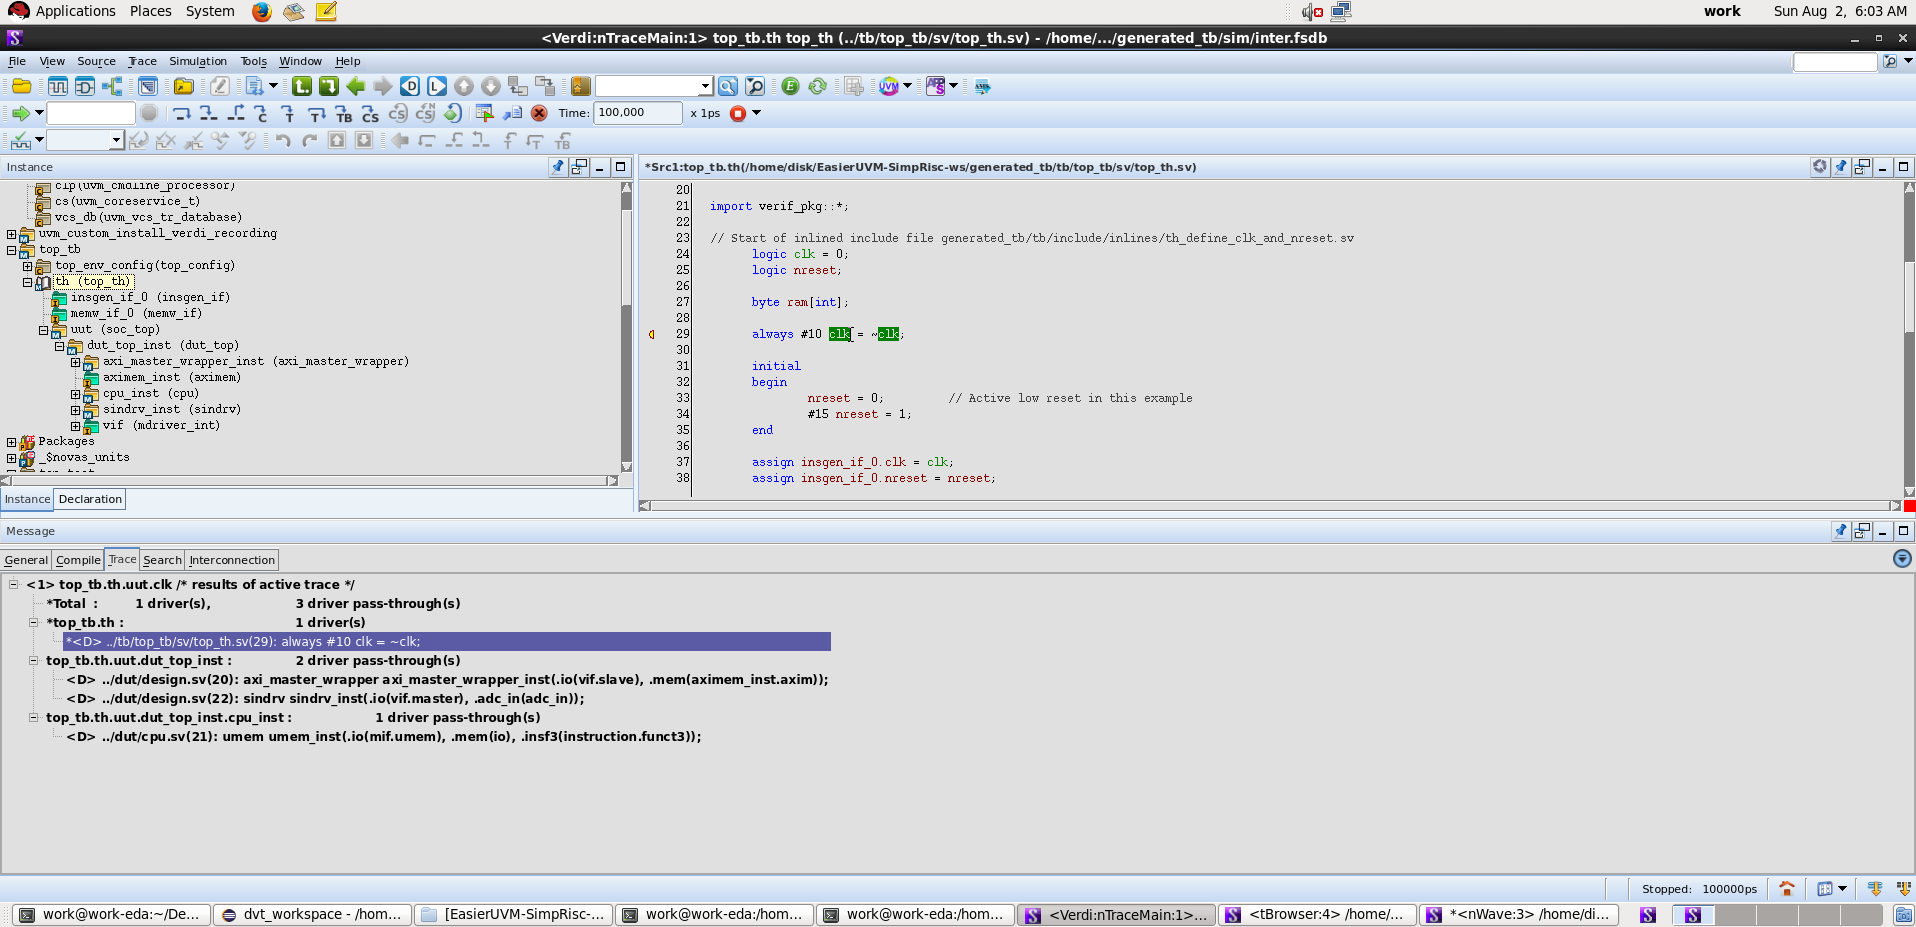 Applications Places System work Sun Aug 2, 6:03 AM
<Verdi:nTraceMain:1> top_tb.th top_th (../tb/top_tb/sv/top_th.sv) - /home/.../generated_tb/sim/inter.fsdb
File View Source Trace Simulation Tools Window Help
Time: 100,000 x 1ps
Instance
clp(uvm_cmdline_processor)
cs(uvm_coreservice_t)
vcs_db(uvm_vcs_tr_database)
uvm_custom_install_verdi_recording
top_tb
top_env_config(top_config)
th (top_th)
insgen_if_0 (insgen_if)
memw_if_0 (memw_if)
uut (soc_top)
dut_top_inst (dut_top)
axi_master_wrapper_inst (axi_master_wrapper)
aximem_inst (aximem)
cpu_inst (cpu)
sindrv_inst (sindrv)
vif (mdriver_int)
Packages
_$novas_units
Instance Declaration
*Src1:top_tb.th(/home/disk/EasierUVM-SimpRisc-ws/generated_tb/tb/top_tb/sv/top_th.sv)
20
21 import verif_pkg::*;
22
23 // Start of inlined include file generated_tb/tb/include/inlines/th_define_clk_and_nreset.sv
24 logic clk = 0;
25 logic nreset;
26
27 byte ram[int];
28
29 always #10 clk = ~clk;
30
31 initial
32 begin
33 nreset = 0; // Active low reset in this example
34 #15 nreset = 1;
35 end
36
37 assign insgen_if_0.clk = clk;
38 assign insgen_if_0.nreset = nreset;
Message
General Compile Trace Search Interconnection
<1> top_tb.th.uut.clk /* results of active trace */
*Total : 1 driver(s), 3 driver pass-through(s)
*top_tb.th : 1 driver(s)
*<D> ../tb/top_tb/sv/top_th.sv(29): always #10 clk = ~clk;
top_tb.th.uut.dut_top_inst : 2 driver pass-through(s)
<D> ../dut/design.sv(20): axi_master_wrapper axi_master_wrapper_inst(.io(vif.slave), .mem(aximem_inst.axim));
<D> ../dut/design.sv(22): sindrv sindrv_inst(.io(vif.master), .adc_in(adc_in));
top_tb.th.uut.dut_top_inst.cpu_inst : 1 driver pass-through(s)
<D> ../dut/cpu.sv(21): umem umem_inst(.io(mif.umem), .mem(io), .insf3(instruction.funct3));
Stopped: 100000ps
work@work-eda:~/De... dvt_workspace - /hom... [EasierUVM-SimpRisc-... work@work-eda:/hom... work@work-eda:/hom... <Verdi:nTraceMain:1>... <tBrowser:4> /home/... *<nWave:3> /home/di...